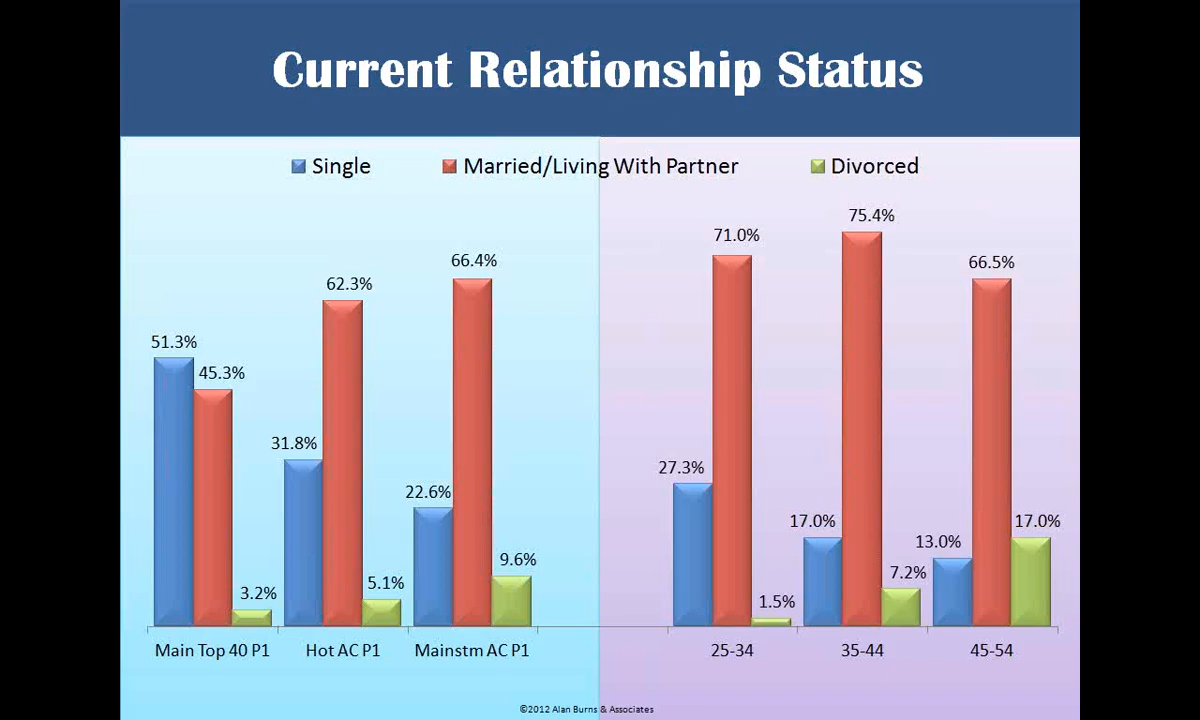 Current Relationship Status
Single Married/Living With Partner Divorced
51.3% 45.3% 3.2%
31.8% 62.3% 5.1%
22.6% 66.4% 9.6%
27.3% 71.0% 1.5%
17.0% 75.4% 7.2%
13.0% 66.5% 17.0%
Main Top 40 P1 Hot AC P1 Mainstm AC P1 25-34 35-44 45-54
©2012 Alan Burns & Associates